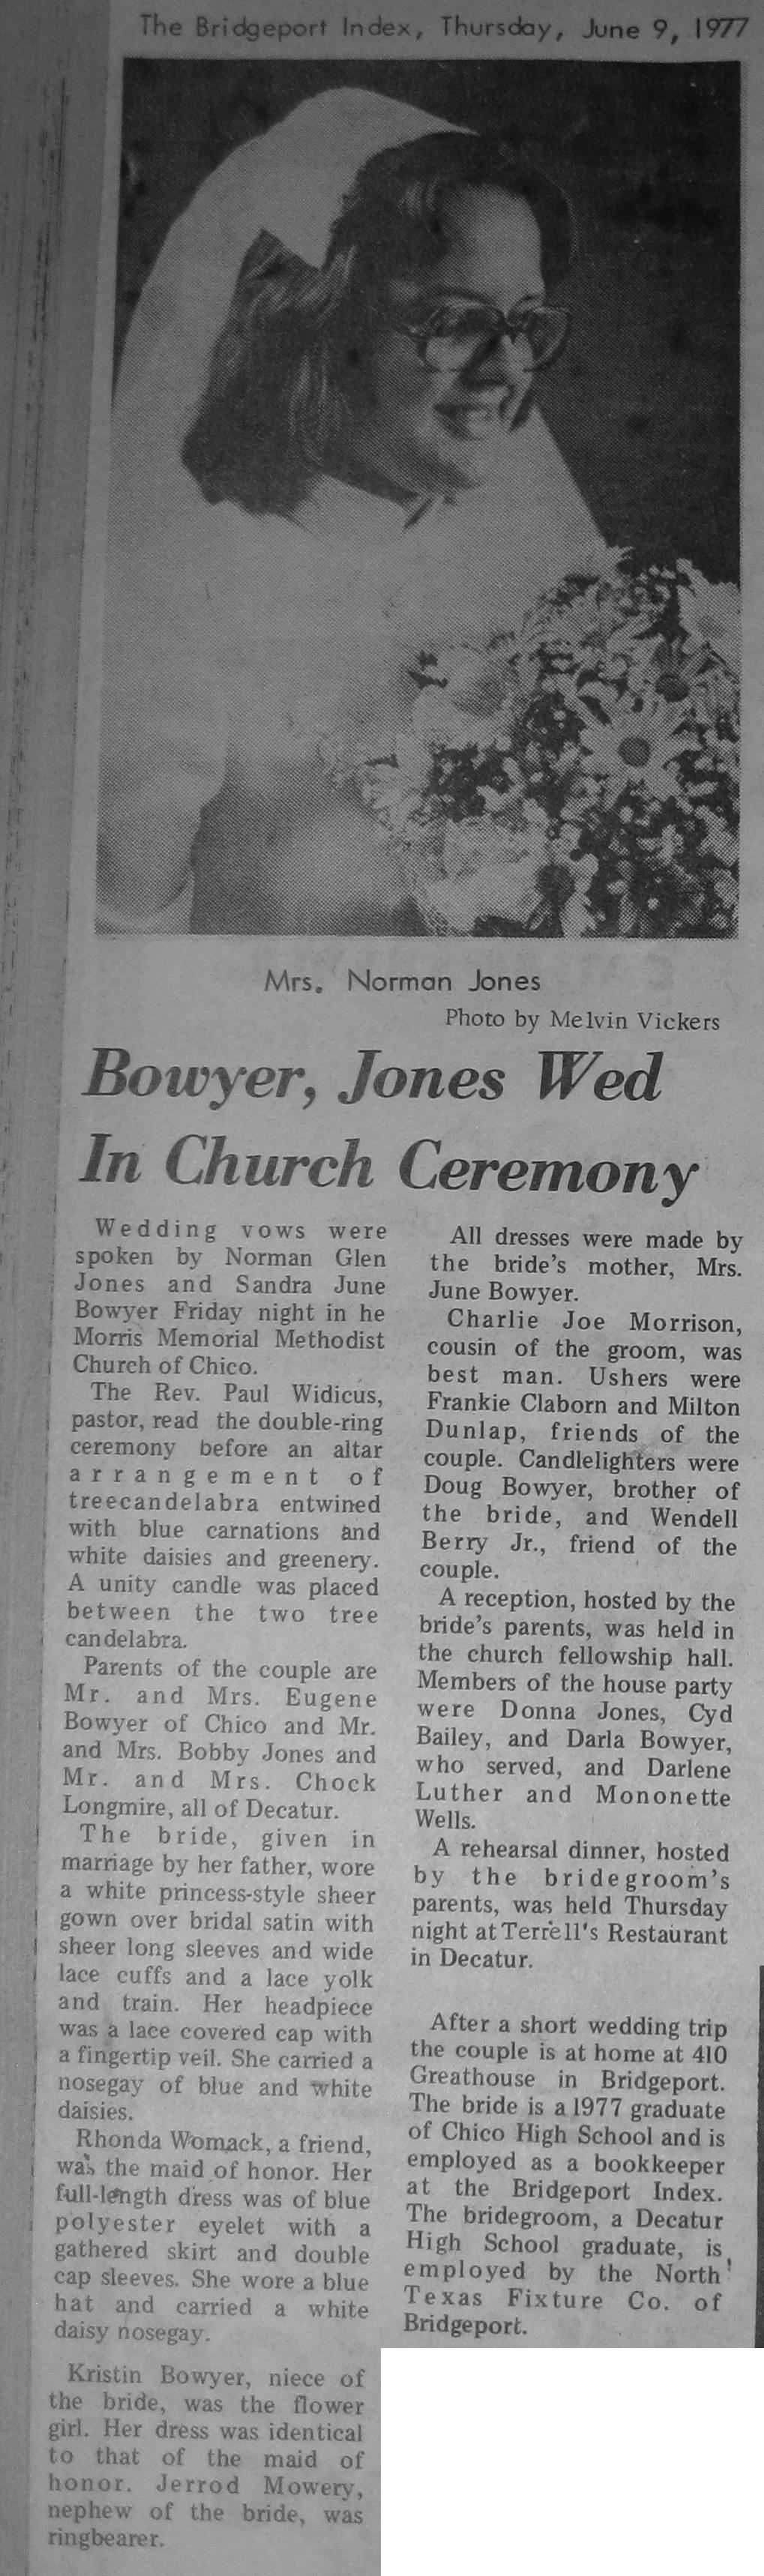 The Bridgeport Index, Thursday, June 9, 1977
Mrs. Norman Jones
Photo by Melvin Vickers
Bowyer, Jones Wed
In Church Ceremony
Wedding vows were
spoken by Norman Glen
Jones and Sandra June
Bowyer Friday night in he
Morris Memorial Methodist
Church of Chico.
The Rev. Paul Widicus,
pastor, read the double-ring
ceremony before an altar
arrangement of
treecandelabra entwined
with blue carnations and
white daisies and greenery.
A unity candle was placed
between the two tree
candelabra.
Parents of the couple are
Mr. and Mrs. Eugene
Bowyer of Chico and Mr.
and Mrs. Bobby Jones and
Mr. and Mrs. Chock
Longmire, all of Decatur.
The bride, given in
marriage by her father, wore
a white princess-style sheer
gown over bridal satin with
sheer long sleeves and wide
lace cuffs and a lace yolk
and train. Her headpiece
was a lace covered cap with
a fingertip veil. She carried a
nosegay of blue and white
daisies.
Rhonda Womack, a friend,
was the maid of honor. Her
full-length dress was of blue
polyester eyelet with a
gathered skirt and double
cap sleeves. She wore a blue
hat and carried a white
daisy nosegay.
Kristin Bowyer, niece of
the bride, was the flower
girl. Her dress was identical
to that of the maid of
honor. Jerrod Mowery,
nephew of the bride, was
ringbearer.
All dresses were made by
the bride's mother, Mrs.
June Bowyer.
Charlie Joe Morrison,
cousin of the groom, was
best man. Ushers were
Frankie Claborn and Milton
Dunlap, friends of the
couple. Candlelighters were
Doug Bowyer, brother of
the bride, and Wendell
Berry Jr., friend of the
couple.
A reception, hosted by the
bride's parents, was held in
the church fellowship hall.
Members of the house party
were Donna Jones, Cyd
Bailey, and Darla Bowyer,
who served, and Darlene
Luther and Mononette
Wells.
A rehearsal dinner, hosted
by the bridegroom's
parents, was held Thursday
night at Terrell's Restaurant
in Decatur.
After a short wedding trip
the couple is at home at 410
Greathouse in Bridgeport.
The bride is a 1977 graduate
of Chico High School and is
employed as a bookkeeper
at the Bridgeport Index.
The bridegroom, a Decatur
High School graduate, is
employed by the North
Texas Fixture Co. of
Bridgeport.